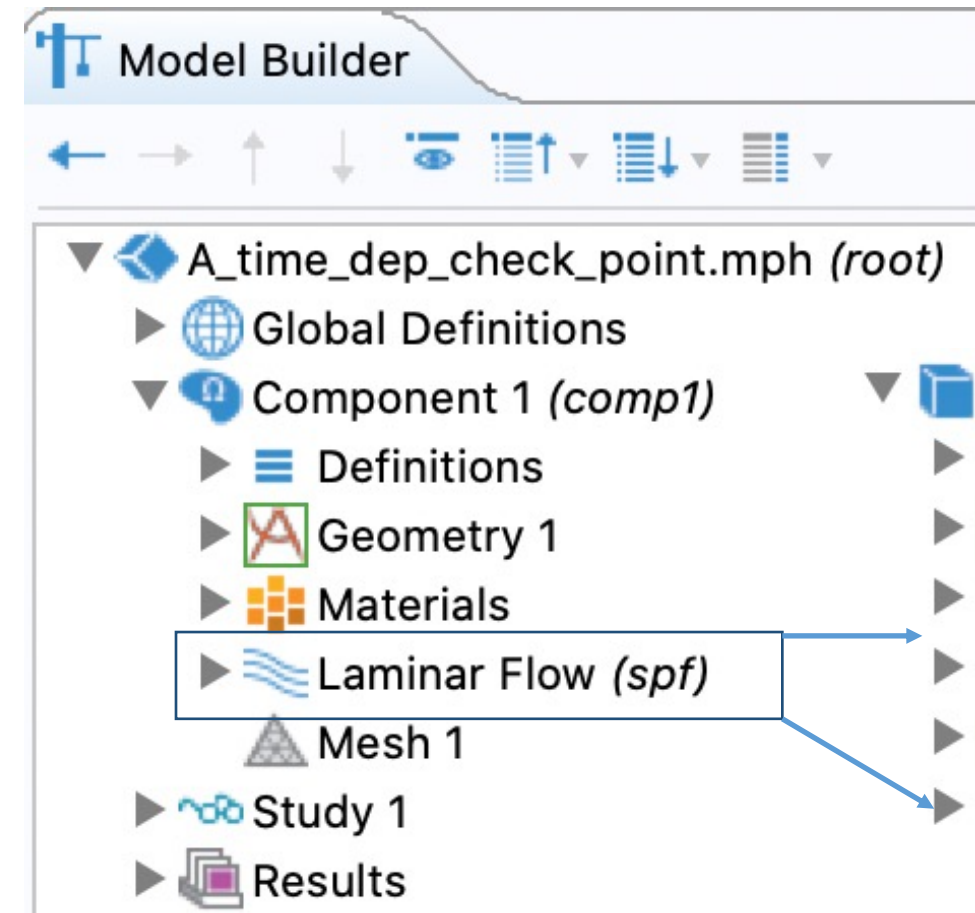 Model Builder
A_time_dep_check_point.mph (root)
Global Definitions
Component 1 (comp1)
Definitions
Geometry 1
Materials
Laminar Flow (spf)
Mesh 1
Study 1
Results